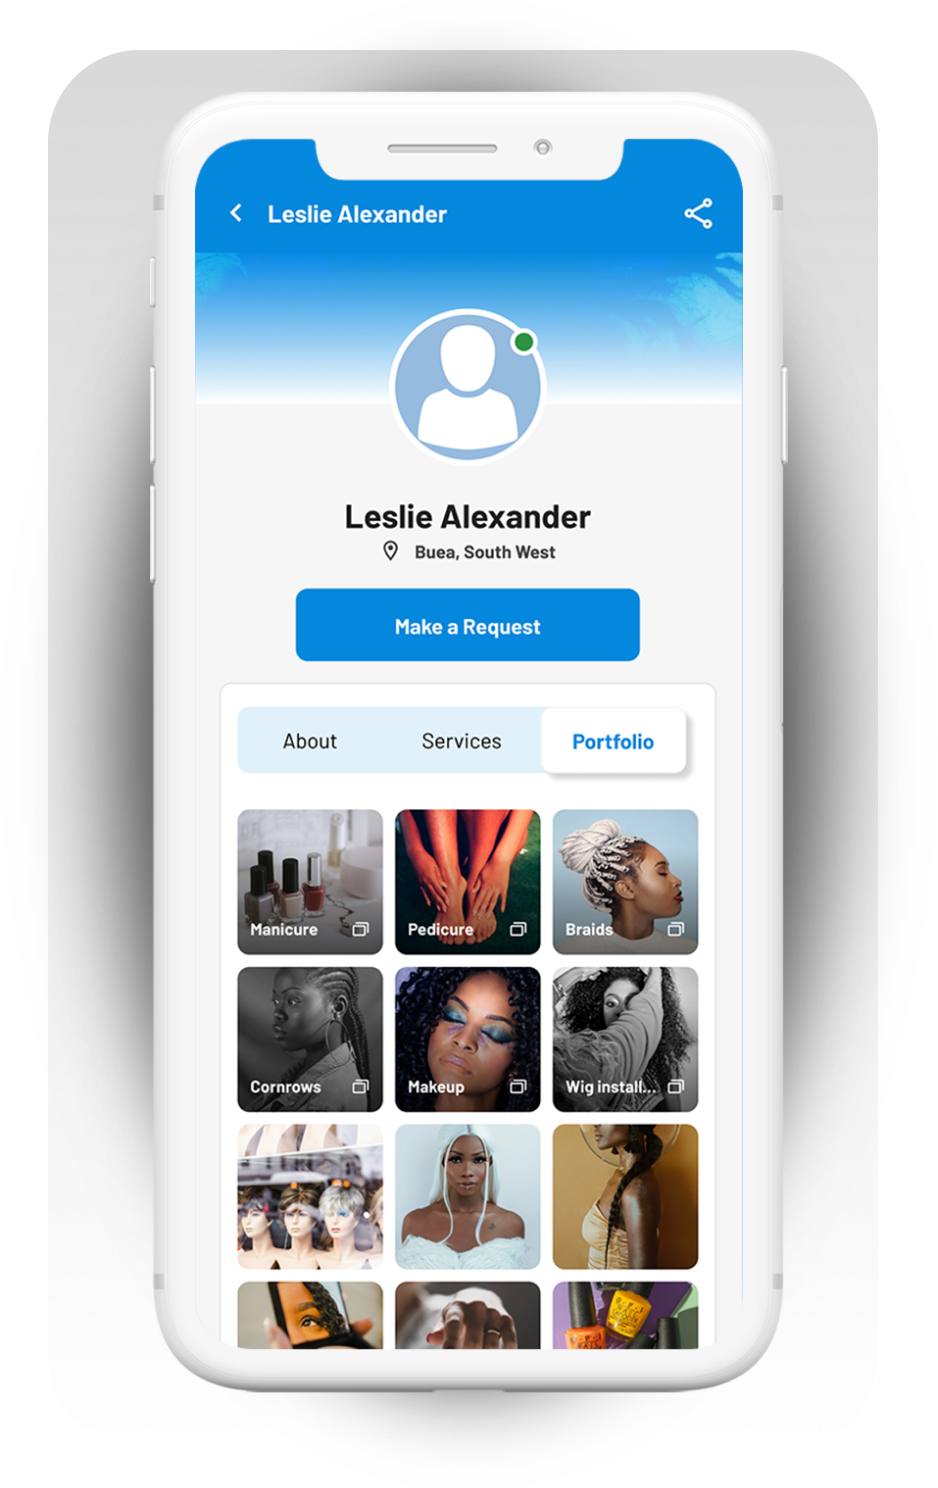 Leslie Alexander
Leslie Alexander
Buea, South West
Make a Request
About Services Portfolio
Manicure Pedicure Braids
Cornrows Makeup Wig install...